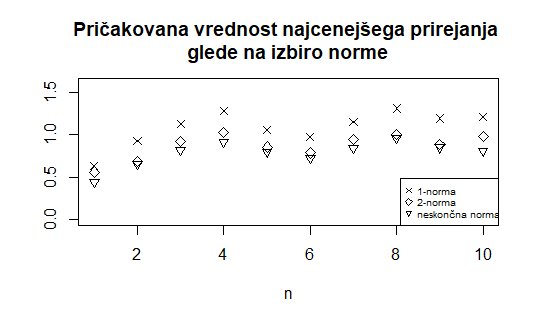 Pričakovana vrednost najcenejšega prirejanja
glede na izbiro norme
1.5
1.0
0.5
0.0
1-norma
2-norma
neskončna norma
2 4 6 8 10
n